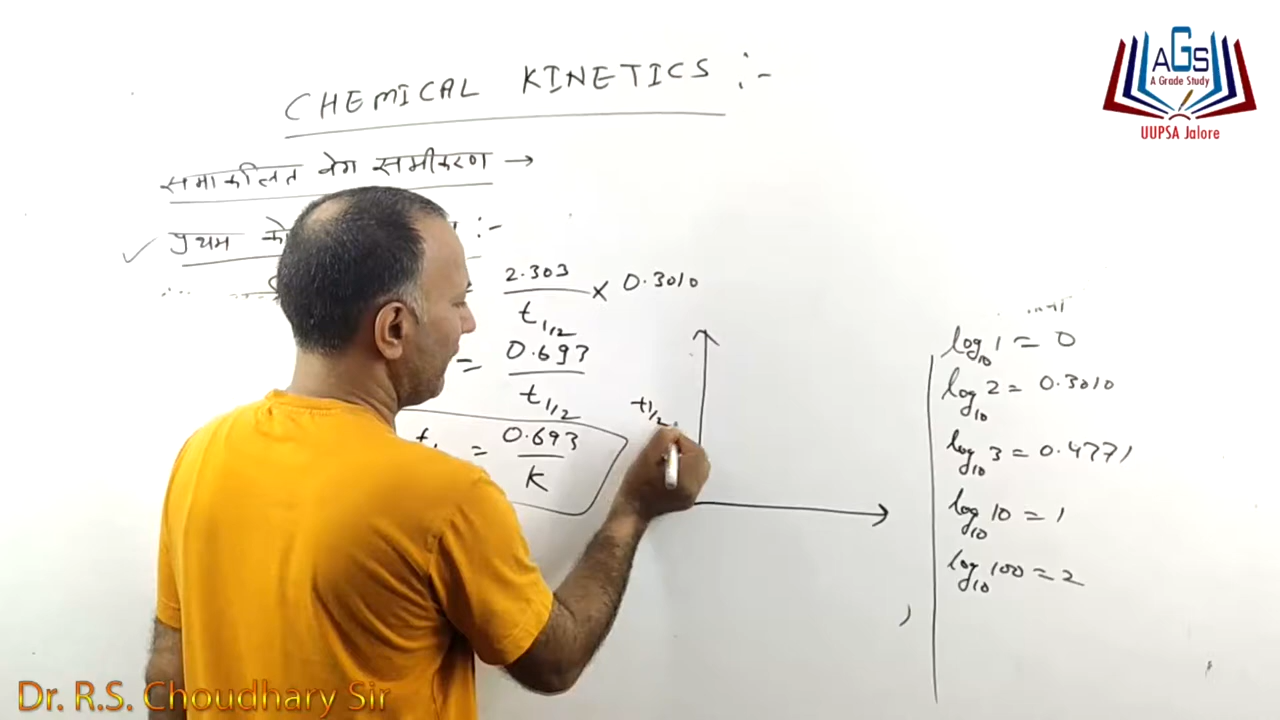 AGS
A Grade Study
UUPSA Jalore
CHEMICAL KINETICS :-
समाकलित वेग समीकरण →
✓ प्रथम को :-
2.303 / t1/2 × 0.3010
= 0.693 / t1/2
= 0.693 / K
t1/2
log10 1 = 0
log10 2 = 0.3010
log10 3 = 0.4771
log10 10 = 1
log10 100 = 2
Dr. R.S. Choudhary Sir